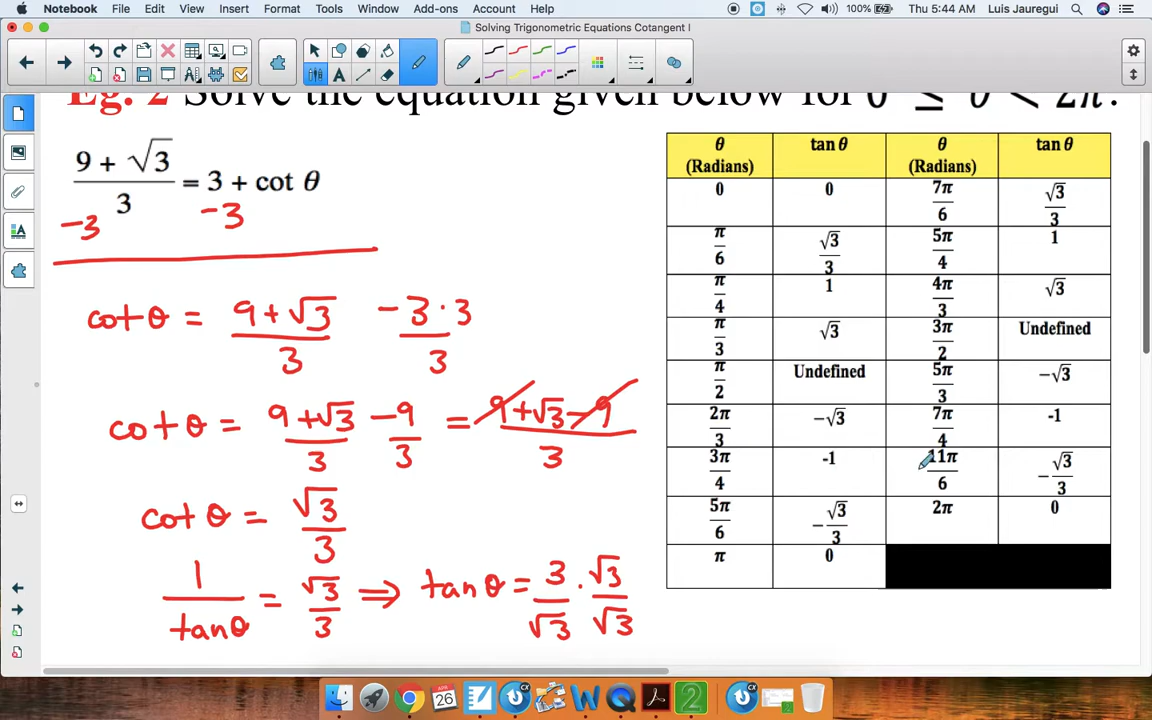 Notebook File Edit View Insert Format Tools Window Add-ons Account Help 100% Thu 5:44 AM Luis Jauregui
Solving Trigonometric Equations Cotangent I
Eg. 2 Solve the equation given below for 0 ≤ θ < 2π.
(9 + √3)/3 = 3 + cot θ
-3 -3
cot θ = (9+√3)/3 (-3·3)/3
cot θ = (9+√3)/3 -9/3 = (9+√3-9)/3
cot θ = √3/3
1/tan θ = √3/3 ⇒ tan θ = 3/√3 · √3/√3
θ (Radians) tan θ θ (Radians) tan θ
0 0 7π/6 √3/3
π/6 √3/3 5π/4 1
π/4 1 4π/3 √3
π/3 √3 3π/2 Undefined
π/2 Undefined 5π/3 −√3
2π/3 −√3 7π/4 -1
3π/4 -1 11π/6 −√3/3
5π/6 −√3/3 2π 0
π 0
APR
26
W
2